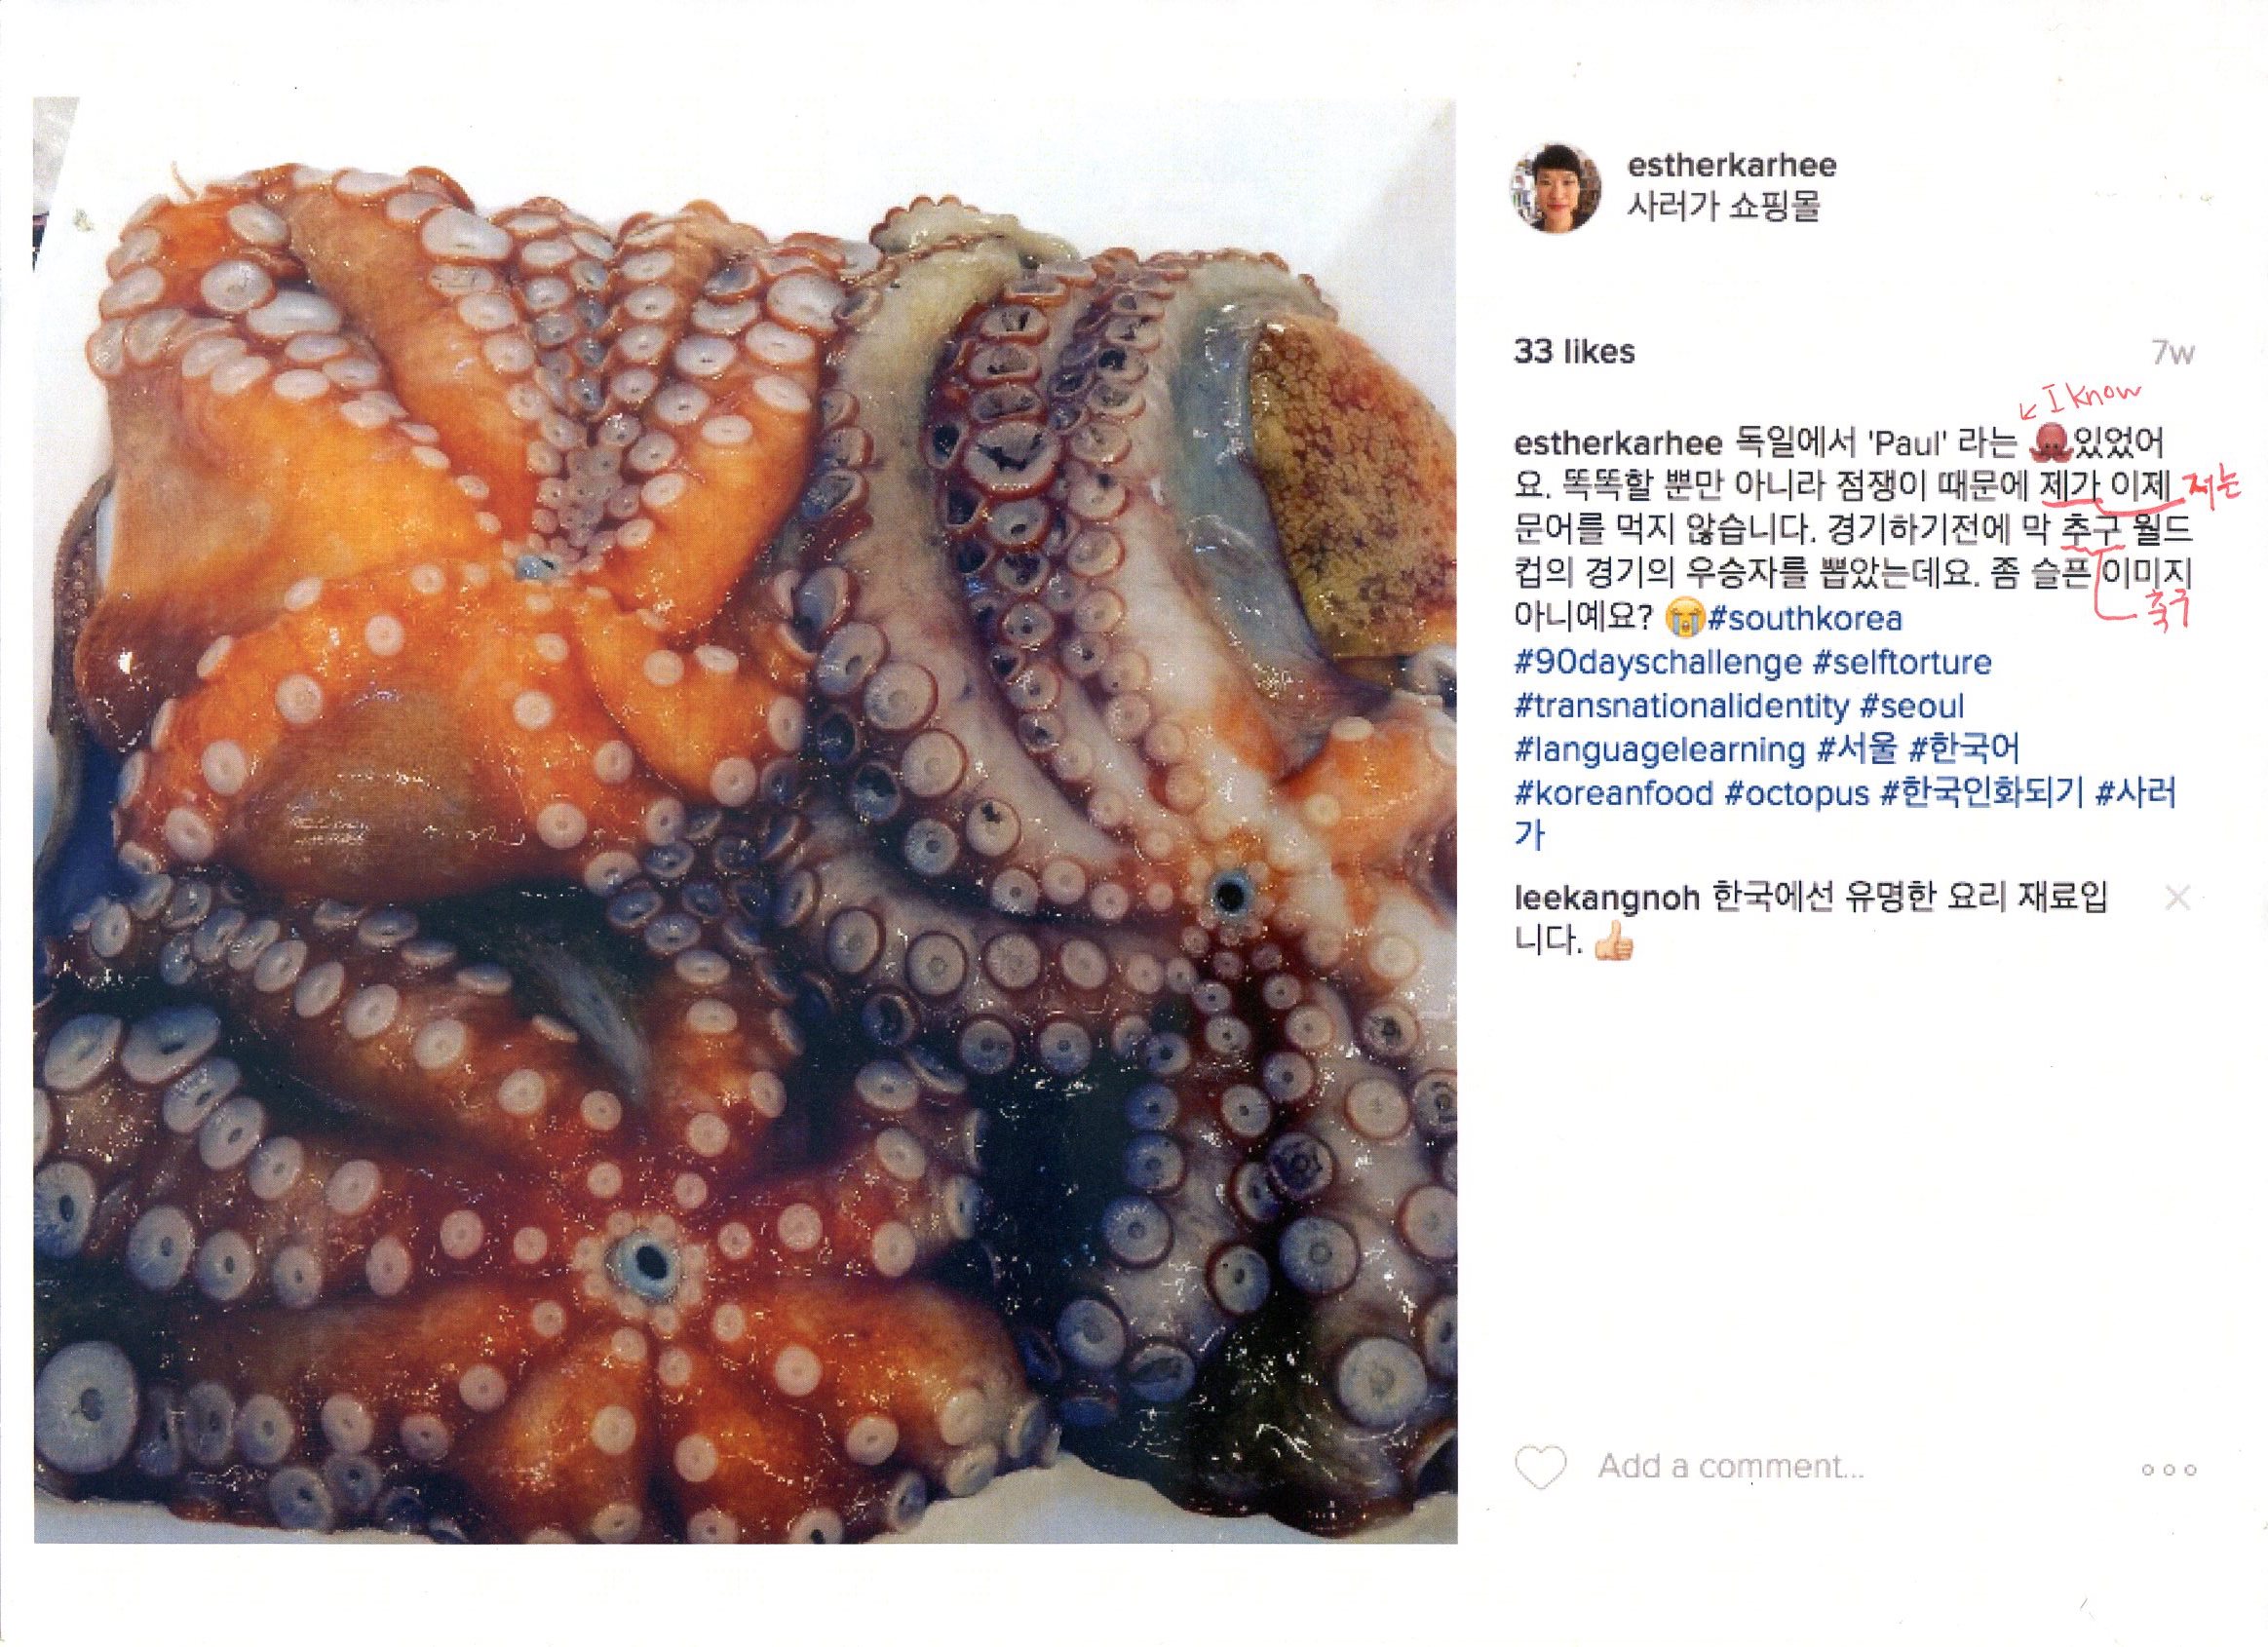 estherkarhee
사러가 쇼핑몰
33 likes 7w
I know
estherkarhee 독일에서 'Paul' 라는 🐙있었어
요. 똑똑할 뿐만 아니라 점쟁이 때문에 제가 이제 저는
문어를 먹지 않습니다. 경기하기전에 막 추구 월드
컵의 경기의 우승자를 뽑았는데요. 좀 슬픈 이미지
아니예요? 😭#southkorea
축구
#90dayschallenge #selftorture
#transnationalidentity #seoul
#languagelearning #서울 #한국어
#koreanfood #octopus #한국인화되기 #사러
가
leekangnoh 한국에선 유명한 요리 재료입
니다. 👍
Add a comment...